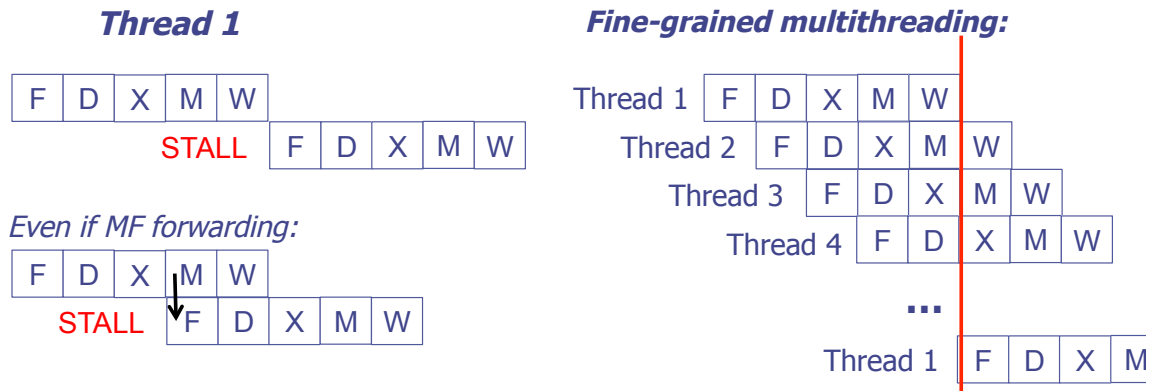 Thread 1
F D X M W
STALL F D X M W
Even if MF forwarding:
F D X M W
STALL F D X M W
Fine-grained multithreading:
Thread 1 F D X M W
Thread 2 F D X M W
Thread 3 F D X M W
Thread 4 F D X M W
...
Thread 1 F D X M